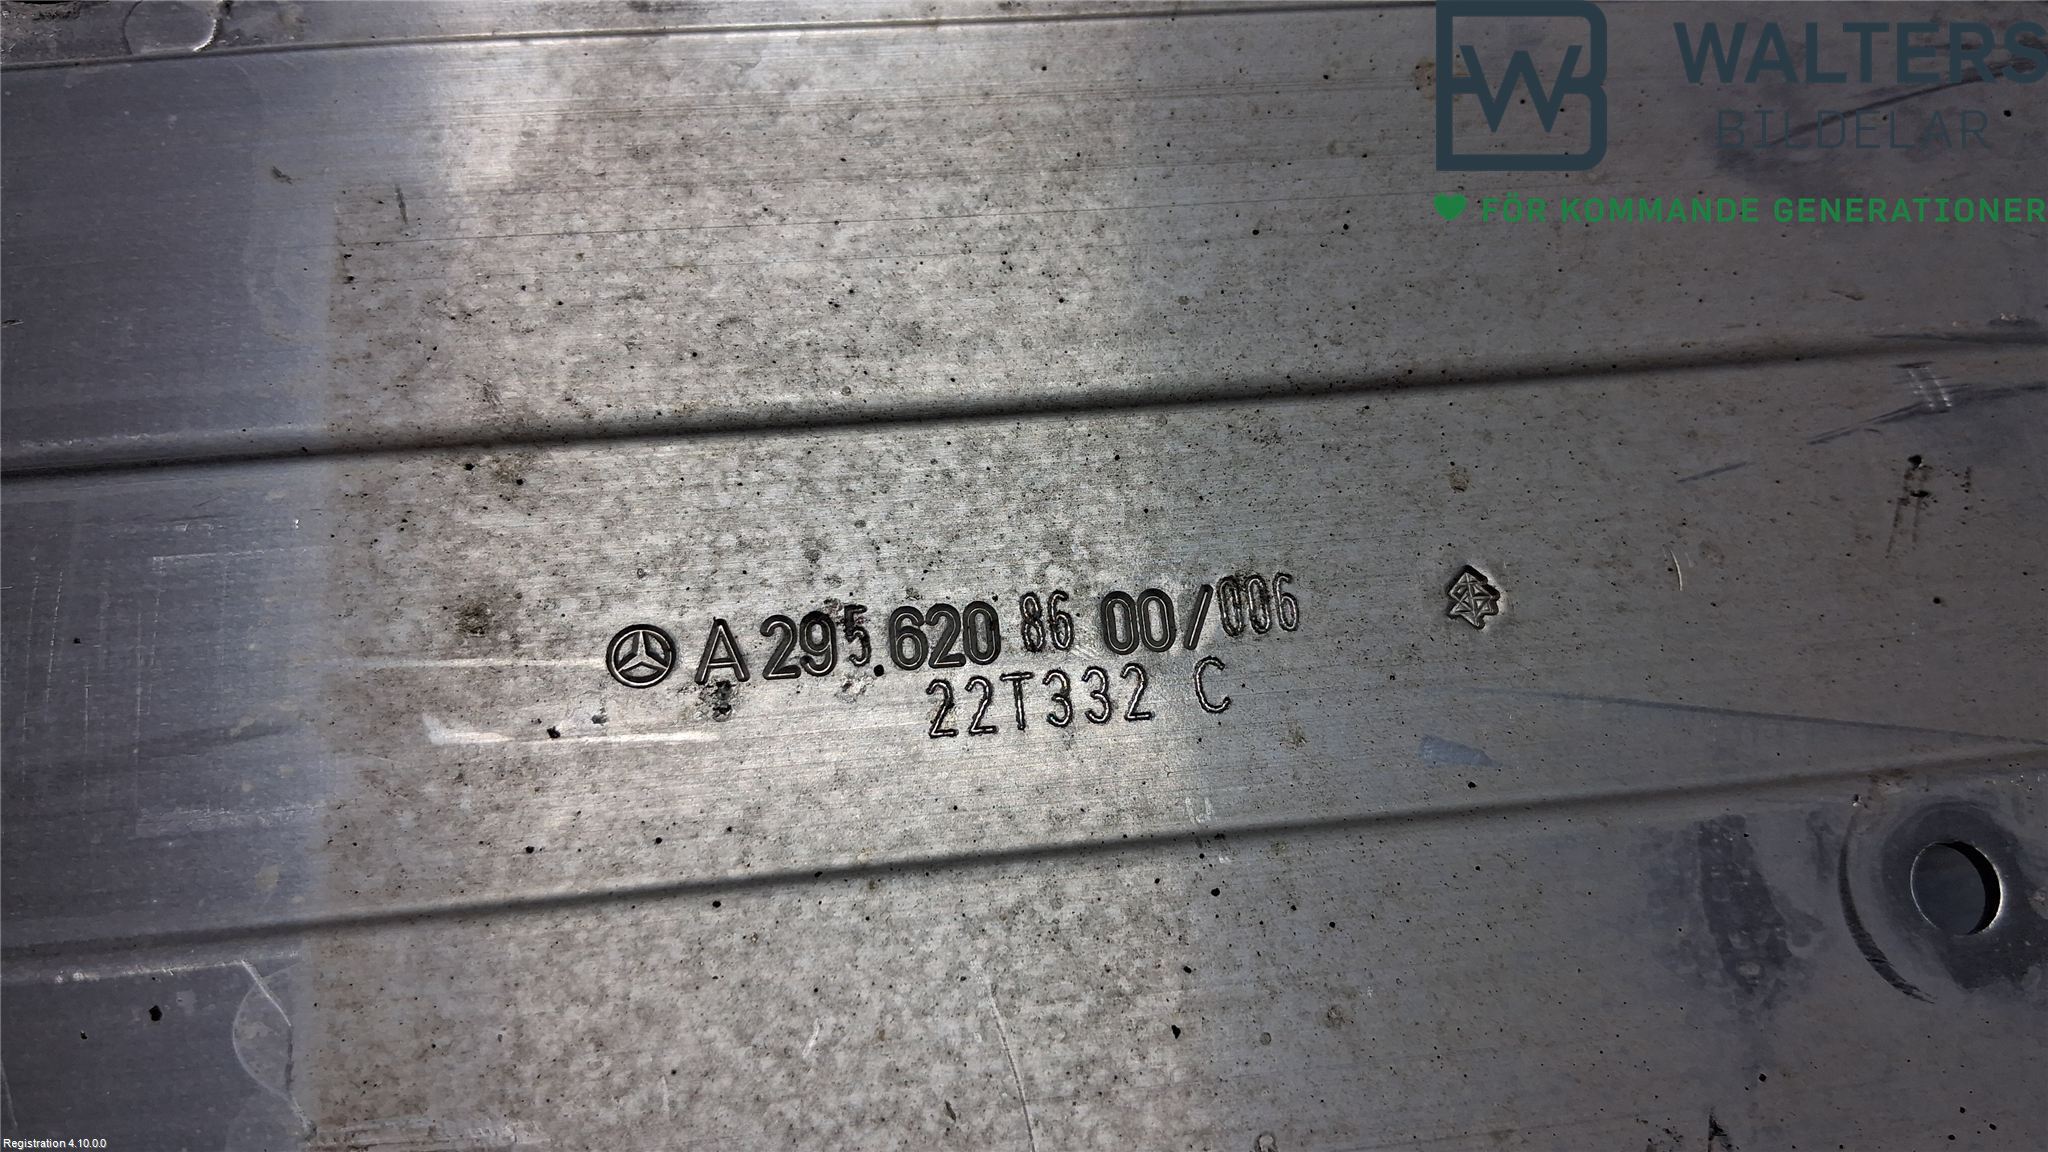 WALTERS
BILDELAR
FÖR KOMMANDE GENERATIONER
A 295.620 86 00/006
22T332 C
Registration 4.10.0.0